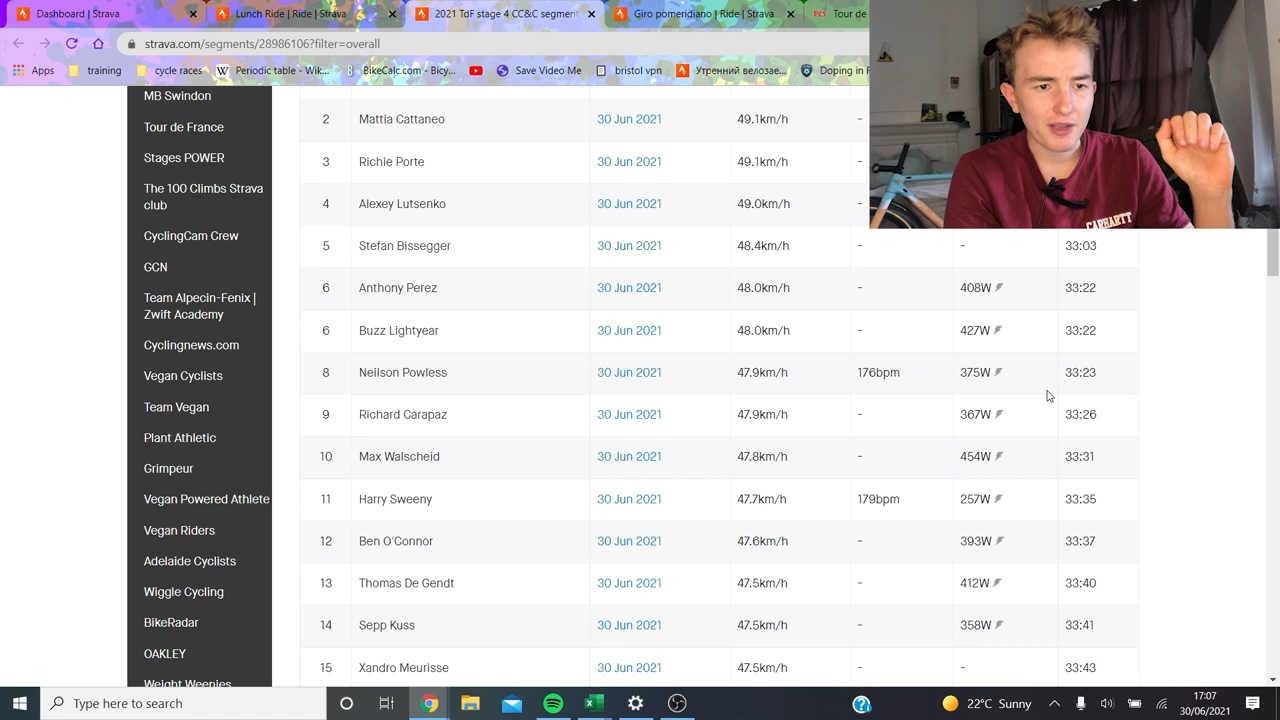 Dashboard | Strava
Lunch Ride | Ride | Strava
2021 TdF stage 4 CC&C segment
Giro pomeridiano | Ride | Strava
PCS Tour de
strava.com/segments/28986106?filter=overall
Apps
training
cycle races
W Periodic table - Wik...
BikeCalc.com - Bicy...
Save Video Me
bristol vpn
Утренний велозае...
Doping in F
MB Swindon
Tour de France
Stages POWER
The 100 Climbs Strava
club
CyclingCam Crew
GCN
Team Alpecin-Fenix |
Zwift Academy
Cyclingnews.com
Vegan Cyclists
Team Vegan
Plant Athletic
Grimpeur
Vegan Powered Athlete
Vegan Riders
Adelaide Cyclists
Wiggle Cycling
BikeRadar
OAKLEY
Weight Weenies
2 Mattia Cattaneo 30 Jun 2021 49.1km/h -
3 Richie Porte 30 Jun 2021 49.1km/h -
4 Alexey Lutsenko 30 Jun 2021 49.0km/h -
5 Stefan Bissegger 30 Jun 2021 48.4km/h - - 33:03
6 Anthony Perez 30 Jun 2021 48.0km/h - 408W 33:22
6 Buzz Lightyear 30 Jun 2021 48.0km/h - 427W 33:22
8 Neilson Powless 30 Jun 2021 47.9km/h 176bpm 375W 33:23
9 Richard Carapaz 30 Jun 2021 47.9km/h - 367W 33:26
10 Max Walscheid 30 Jun 2021 47.8km/h - 454W 33:31
11 Harry Sweeny 30 Jun 2021 47.7km/h 179bpm 257W 33:35
12 Ben O'Connor 30 Jun 2021 47.6km/h - 393W 33:37
13 Thomas De Gendt 30 Jun 2021 47.5km/h - 412W 33:40
14 Sepp Kuss 30 Jun 2021 47.5km/h - 358W 33:41
15 Xandro Meurisse 30 Jun 2021 47.5km/h - - 33:43
CARHARTT
Type here to search
22°C Sunny
17:07
30/06/2021